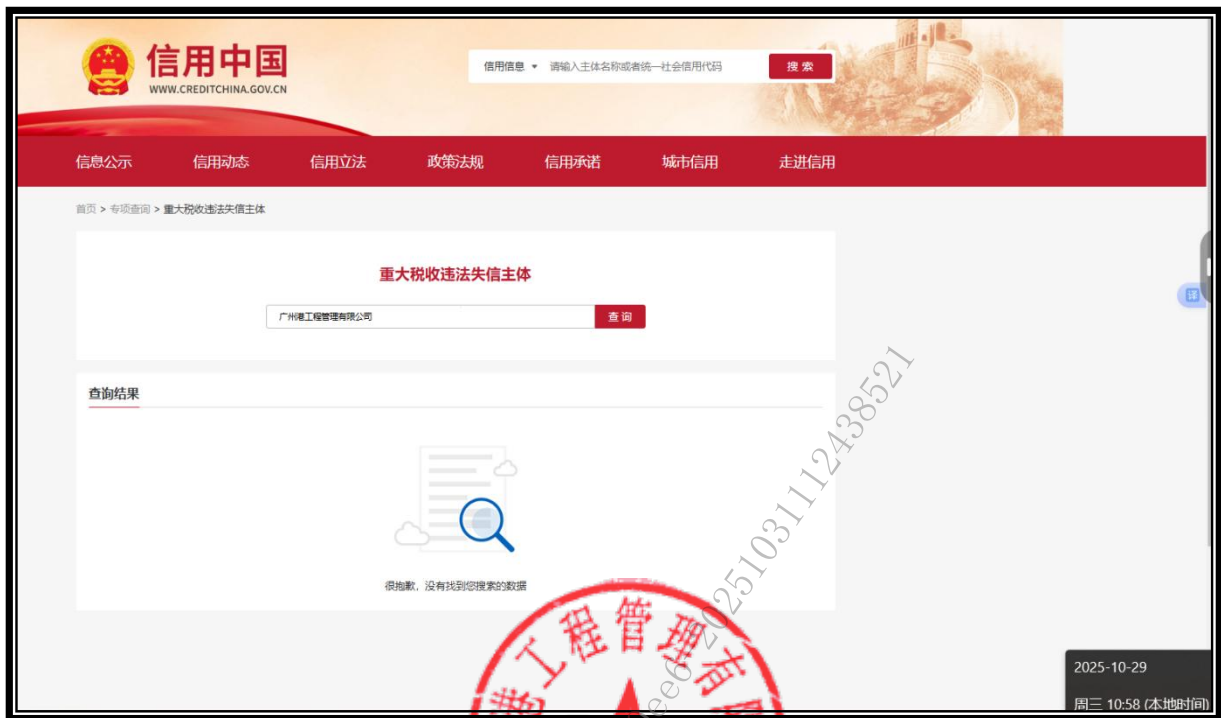 信用中国
WWW.CREDITCHINA.GOV.CN
信用信息 请输入主体名称或者统一社会信用代码 搜索
信息公示 信用动态 信用立法 政策法规 信用承诺 城市信用 走进信用
首页 > 专项查询 > 重大税收违法失信主体
重大税收违法失信主体
广州港工程管理有限公司 查询
译
查询结果
很抱歉，没有找到您搜索的数据
港工程管理有限
2025-10-29
周三 10:58 (本地时间)